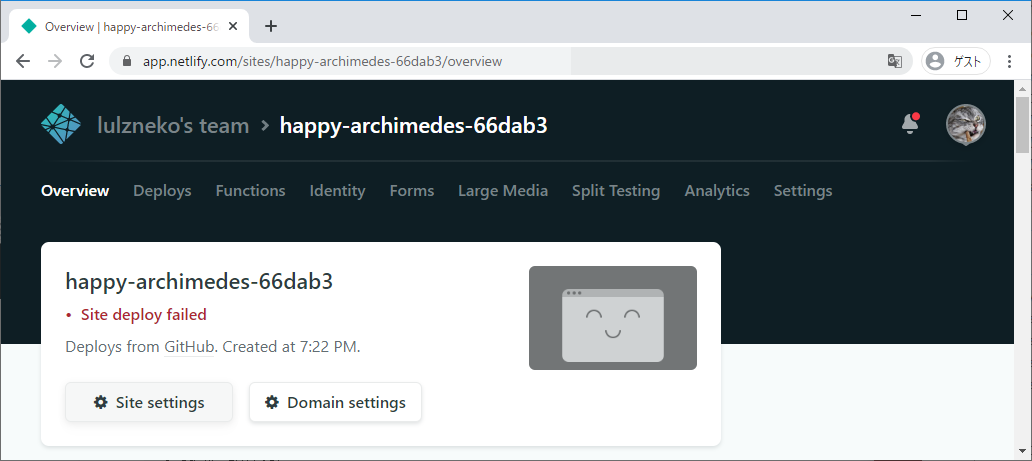 Overview | happy-archimedes-66
app.netlify.com/sites/happy-archimedes-66dab3/overview
ゲスト
lulzneko's team > happy-archimedes-66dab3
Overview Deploys Functions Identity Forms Large Media Split Testing Analytics Settings
happy-archimedes-66dab3
• Site deploy failed
Deploys from GitHub. Created at 7:22 PM.
Site settings Domain settings